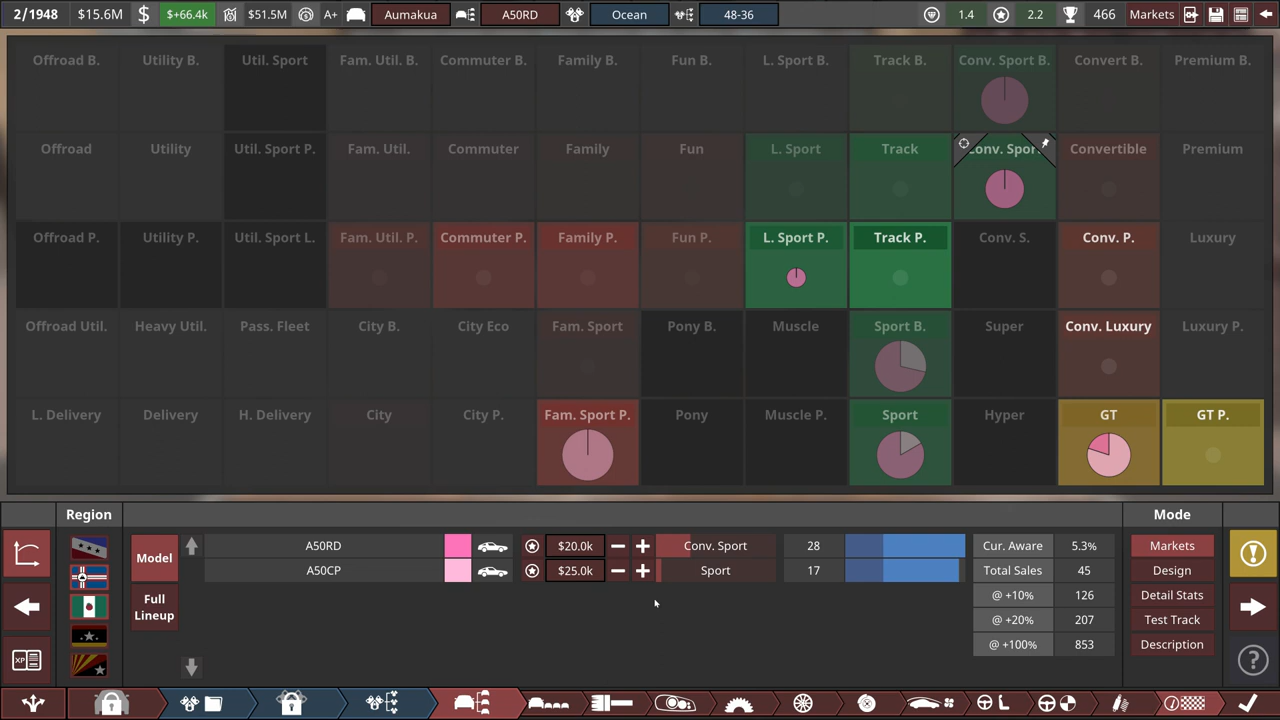 2/1948 $15.6M $+66.4k $51.5M A+ Aumakua A50RD Ocean 48-36 1.4 2.2 466 Markets
Offroad B. Utility B. Util. Sport Fam. Util. B. Commuter B. Family B. Fun B. L. Sport B. Track B. Conv. Sport B. Convert B. Premium B.
Offroad Utility Util. Sport P. Fam. Util. Commuter Family Fun L. Sport Track Conv. Spor Convertible Premium
Offroad P. Utility P. Util. Sport L. Fam. Util. P. Commuter P. Family P. Fun P. L. Sport P. Track P. Conv. S. Conv. P. Luxury
Offroad Util. Heavy Util. Pass. Fleet City B. City Eco Fam. Sport Pony B. Muscle Sport B. Super Conv. Luxury Luxury P.
L. Delivery Delivery H. Delivery City City P. Fam. Sport P. Pony Muscle P. Sport Hyper GT GT P.
Region Mode
Model A50RD $20.0k Conv. Sport 28 Cur. Aware 5.3% Markets
A50CP $25.0k Sport 17 Total Sales 45 Design
Full Lineup @ +10% 126 Detail Stats
@ +20% 207 Test Track
@ +100% 853 Description
XP